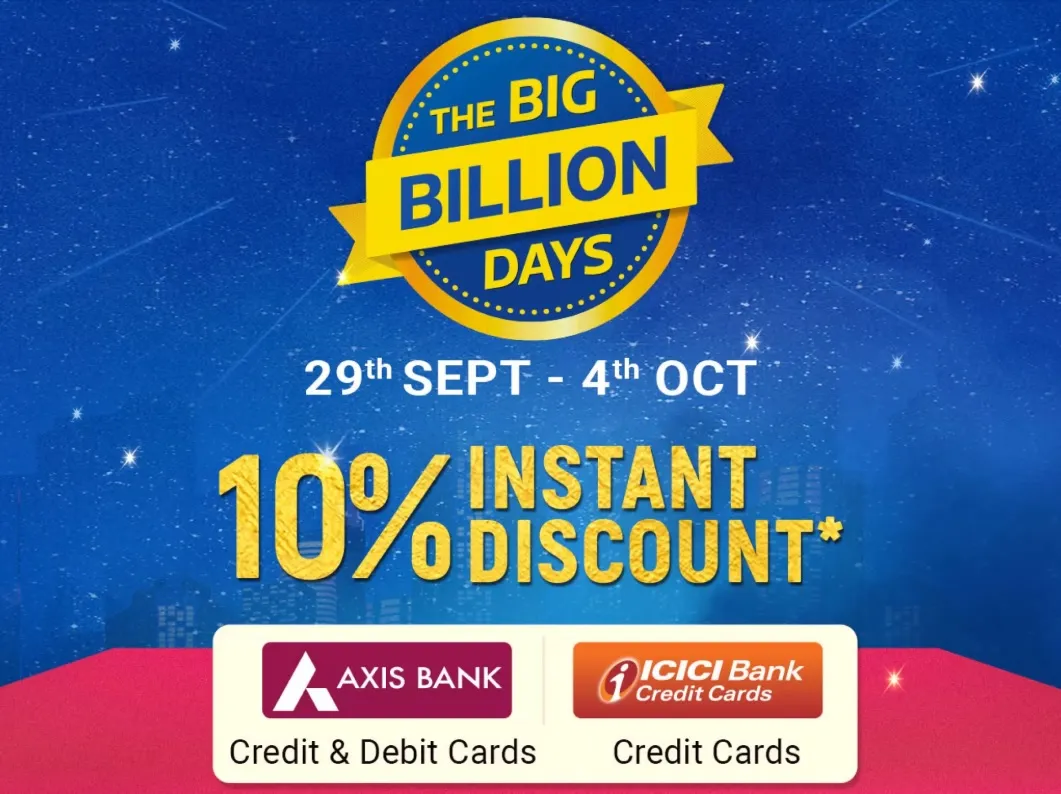 THE BIG
BILLION
DAYS
29th SEPT - 4th OCT
10% INSTANT
DISCOUNT*
AXIS BANK
Credit & Debit Cards
ICICI Bank
Credit Cards
Credit Cards